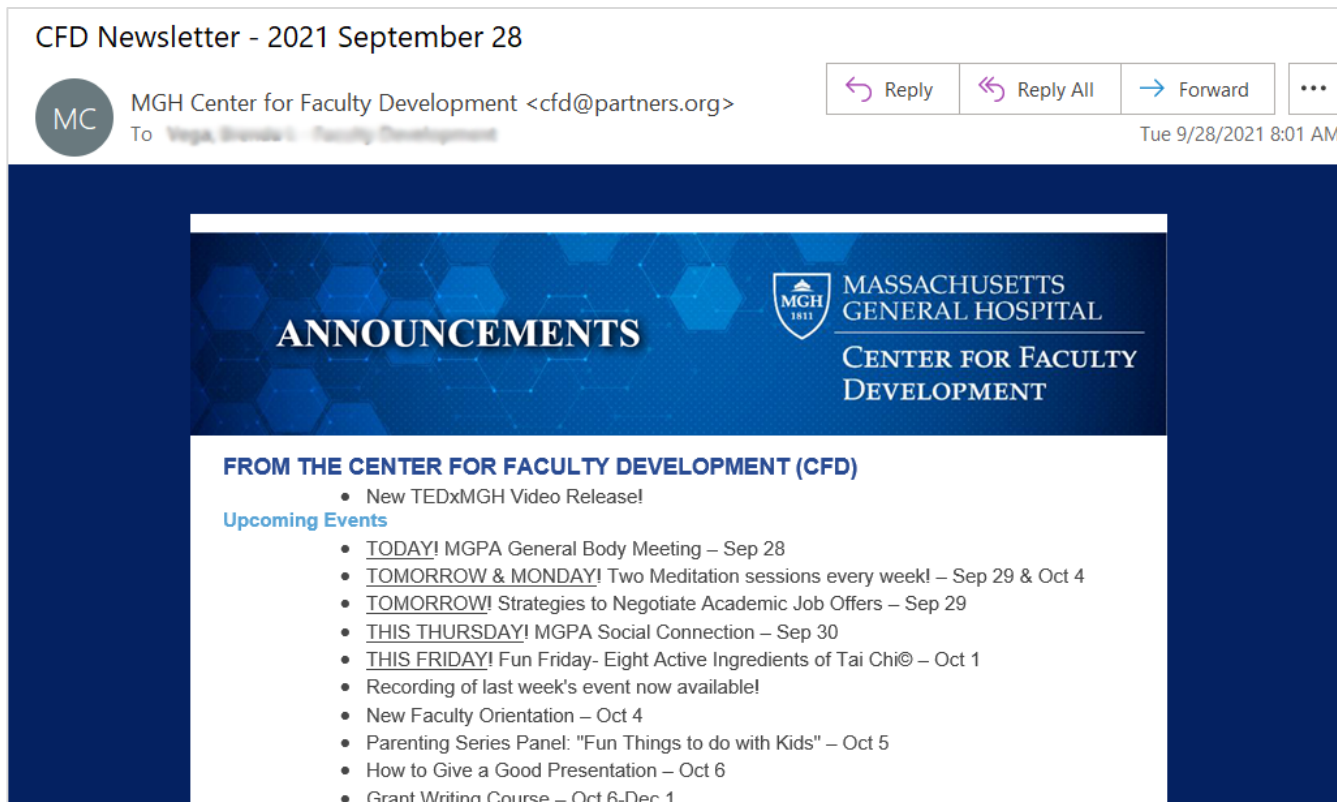 CFD Newsletter - 2021 September 28
MC
MGH Center for Faculty Development <cfd@partners.org>
To
Reply
Reply All
Forward
Tue 9/28/2021 8:01 AM
ANNOUNCEMENTS
MGH
1811
MASSACHUSETTS
GENERAL HOSPITAL
CENTER FOR FACULTY
DEVELOPMENT
FROM THE CENTER FOR FACULTY DEVELOPMENT (CFD)
• New TEDxMGH Video Release!
Upcoming Events
• TODAY! MGPA General Body Meeting – Sep 28
• TOMORROW & MONDAY! Two Meditation sessions every week! – Sep 29 & Oct 4
• TOMORROW! Strategies to Negotiate Academic Job Offers – Sep 29
• THIS THURSDAY! MGPA Social Connection – Sep 30
• THIS FRIDAY! Fun Friday- Eight Active Ingredients of Tai Chi© – Oct 1
• Recording of last week's event now available!
• New Faculty Orientation – Oct 4
• Parenting Series Panel: "Fun Things to do with Kids" – Oct 5
• How to Give a Good Presentation – Oct 6
• Grant Writing Course – Oct 6-Dec 1